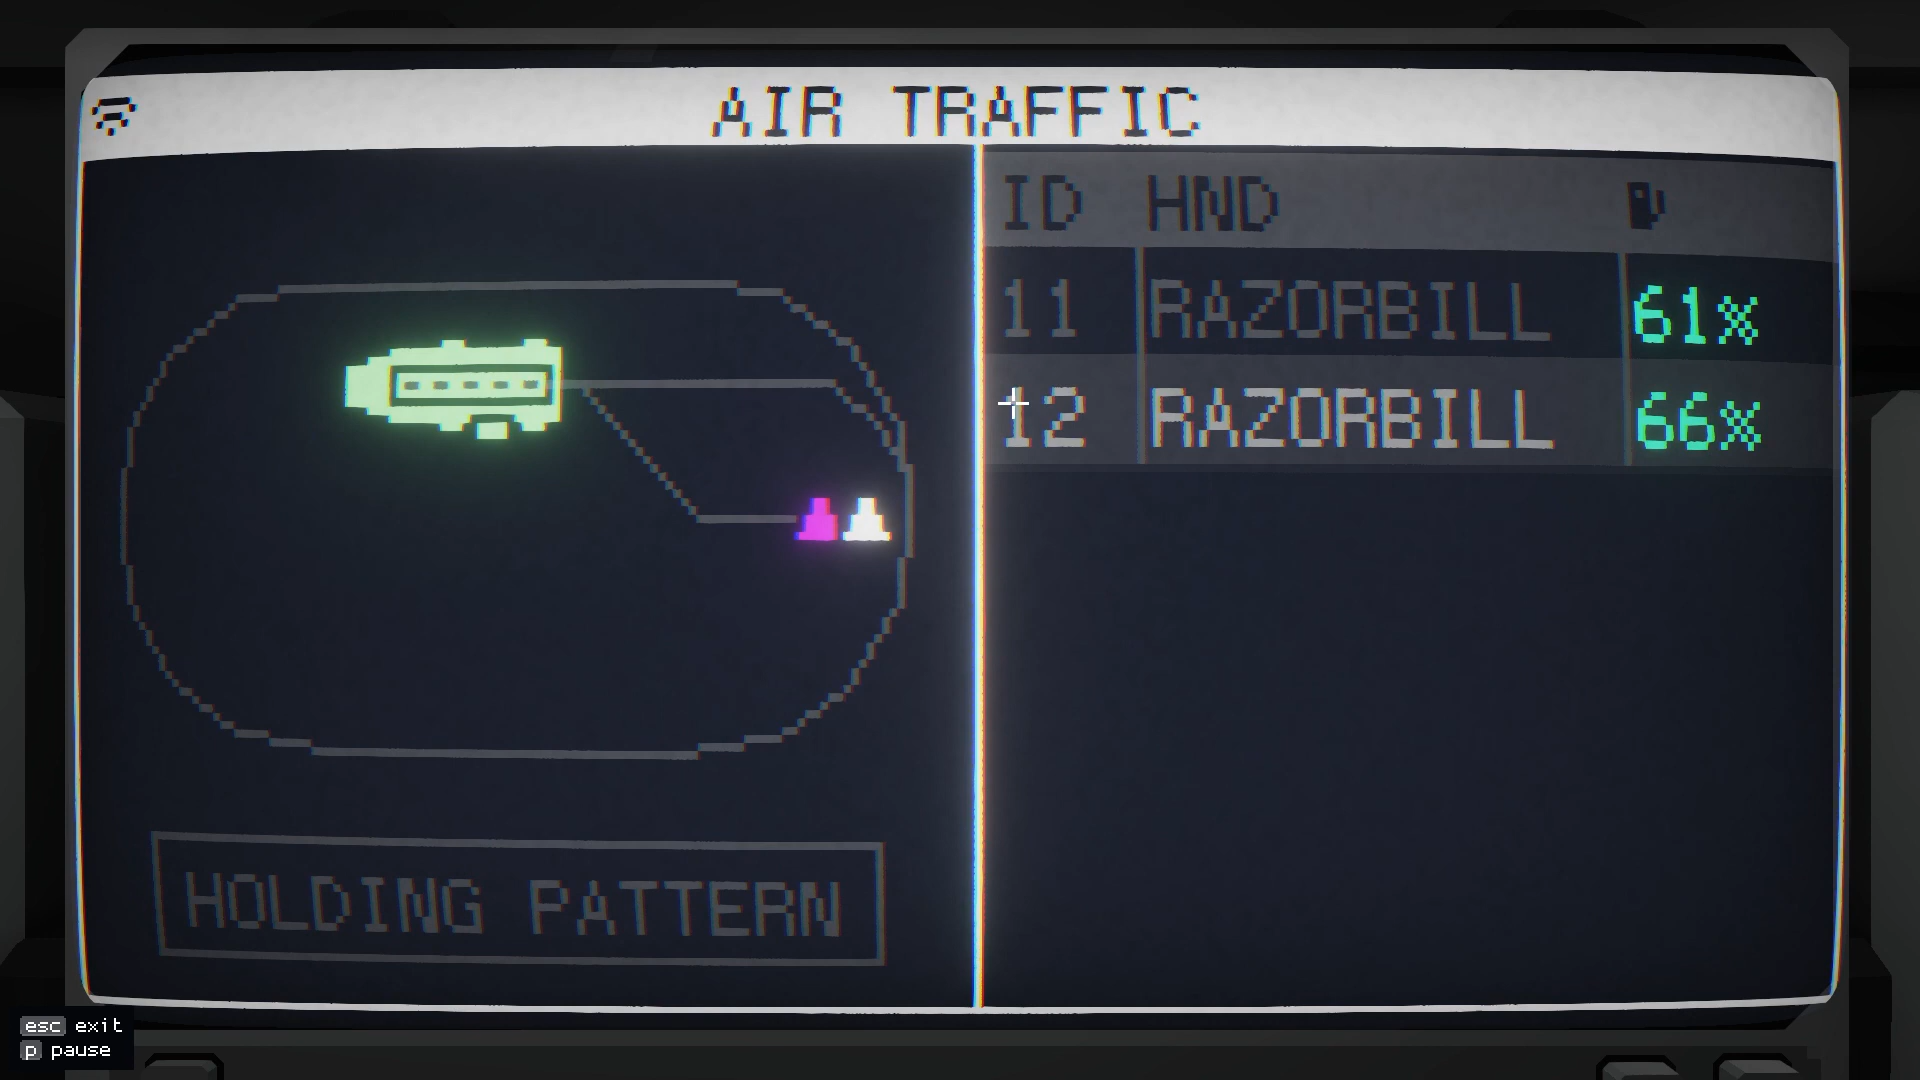 AIR TRAFFIC
ID HND
11 RAZORBILL 61%
12 RAZORBILL 66%
HOLDING PATTERN
esc exit
p pause